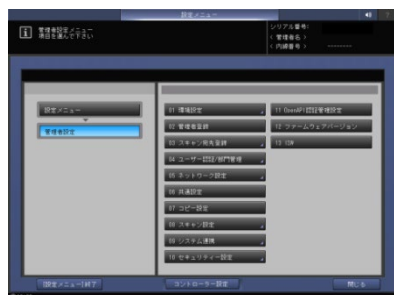 設定メニュー
管理者設定メニュー
項目を選んで下さい
シリアル番号:
< 管理者名 >
< 内線番号 > --------
設定メニュー
管理者設定
01 環境設定
02 管理者登録
03 スキャン宛先登録
04 ユーザー認証/部門管理
05 ネットワーク設定
06 共通設定
07 コピー設定
08 スキャン設定
09 システム連携
10 セキュリティー設定
11 OpenAPI認証管理設定
12 ファームウェアバージョン
13 ISW
[設定メニュー]終了
コントローラー設定
閉じる